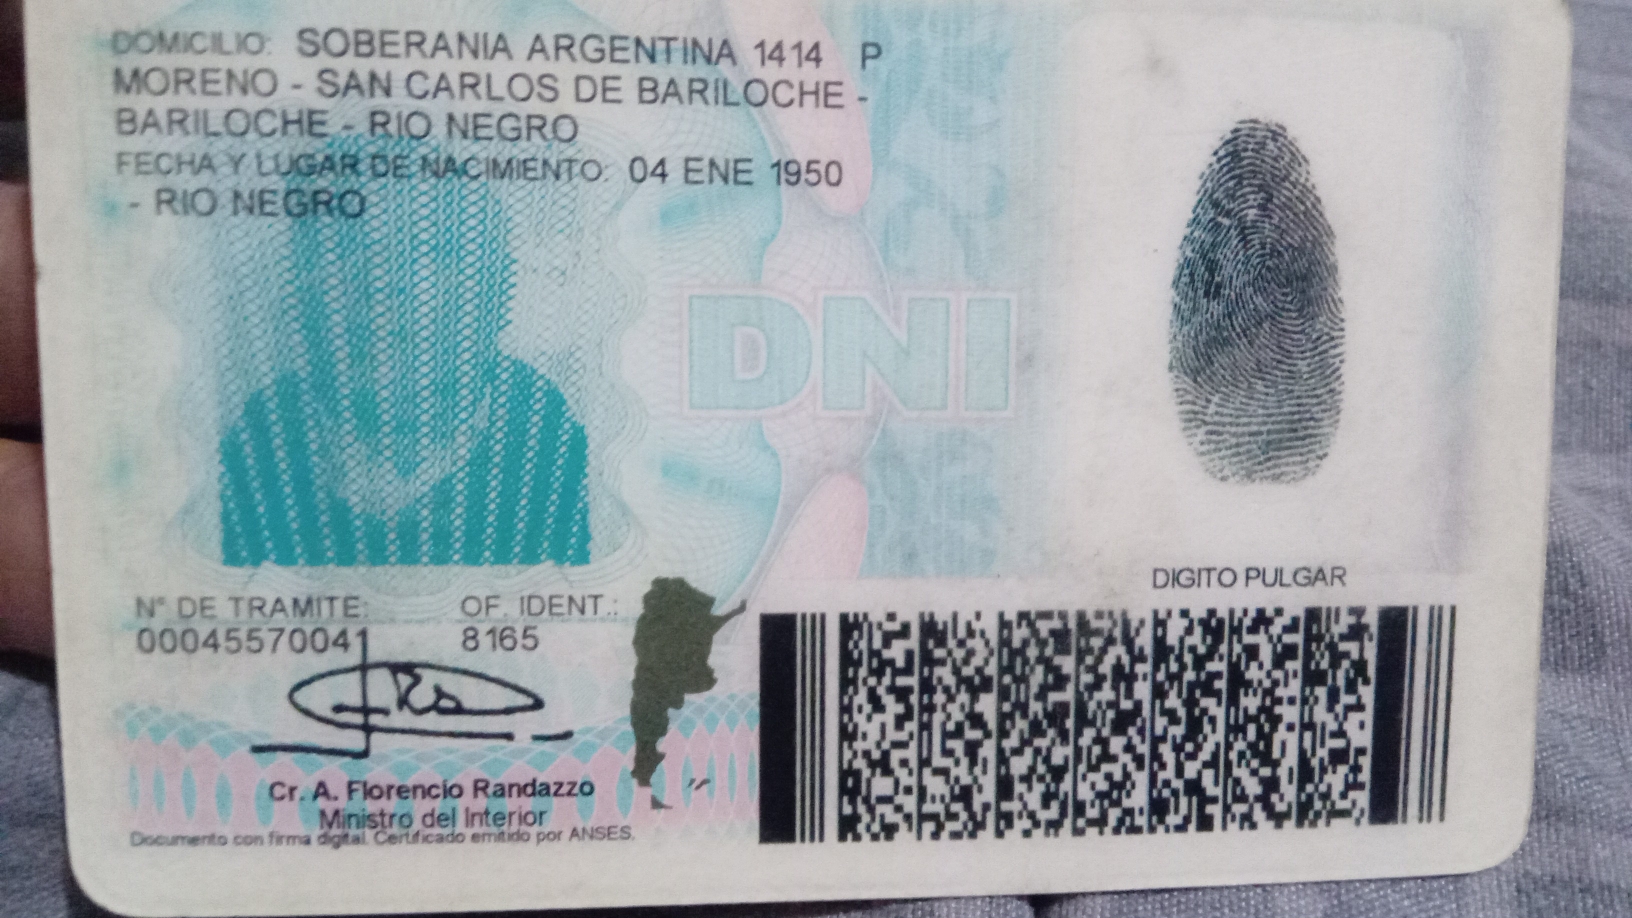 DOMICILIO: SOBERANIA ARGENTINA 1414 P
MORENO - SAN CARLOS DE BARILOCHE -
BARILOCHE - RIO NEGRO
FECHA Y LUGAR DE NACIMIENTO: 04 ENE 1950
- RIO NEGRO
DNI
DIGITO PULGAR
N° DE TRAMITE: OF. IDENT.:
00045570041 8165
Cr. A. Florencio Randazzo
Ministro del Interior
Documento con firma digital. Certificado emitido por ANSES.